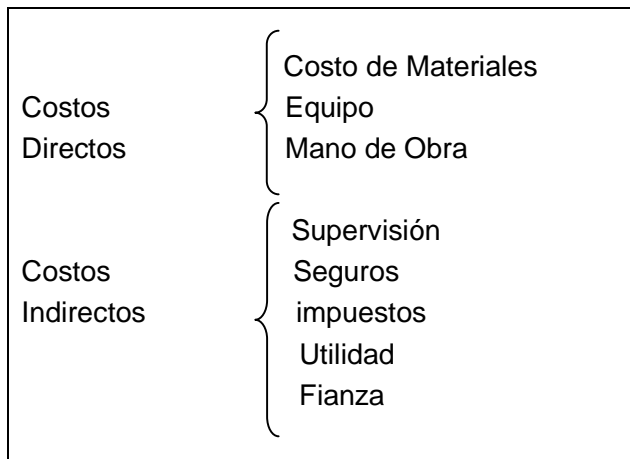 Costo de Materiales
Costos Equipo
Directos Mano de Obra
Supervisión
Costos Seguros
Indirectos impuestos
Utilidad
Fianza